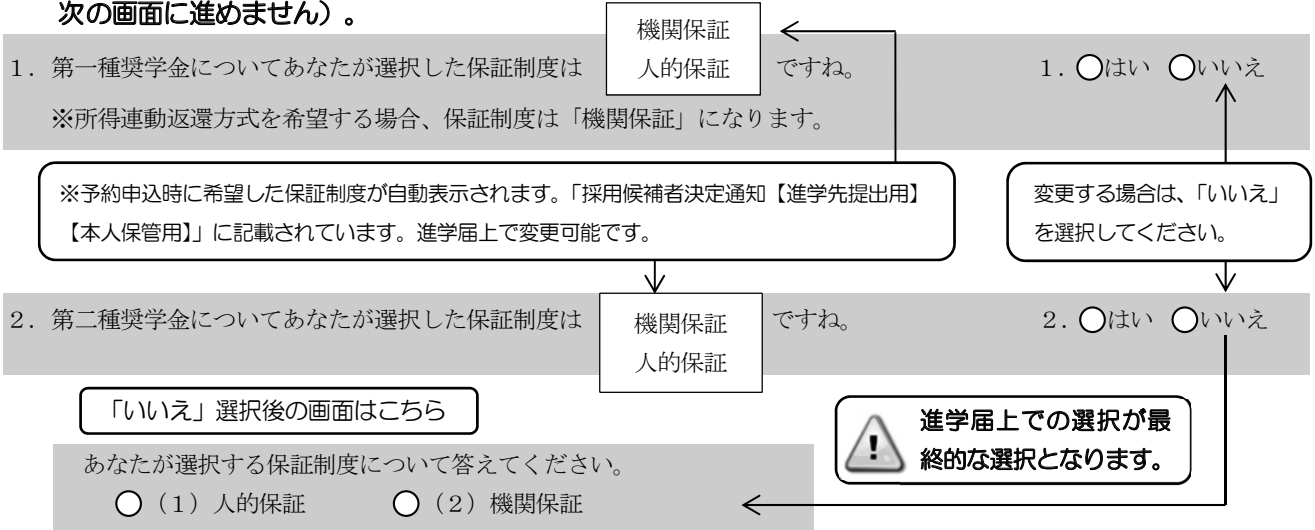 次の画面に進めません）。
機関保証
人的保証
1．第一種奨学金についてあなたが選択した保証制度は
ですね。
1．○はい ○いいえ
※所得連動返還方式を希望する場合、保証制度は「機関保証」になります。
※予約申込時に希望した保証制度が自動表示されます。「採用候補者決定通知【進学先提出用】
【本人保管用】」に記載されています。進学届上で変更可能です。
変更する場合は、「いいえ」
を選択してください。
2．第二種奨学金についてあなたが選択した保証制度は
機関保証
人的保証
ですね。
2．○はい ○いいえ
「いいえ」選択後の画面はこちら
進学届上での選択が最
終的な選択となります。
あなたが選択する保証制度について答えてください。
○（1）人的保証 ○（2）機関保証